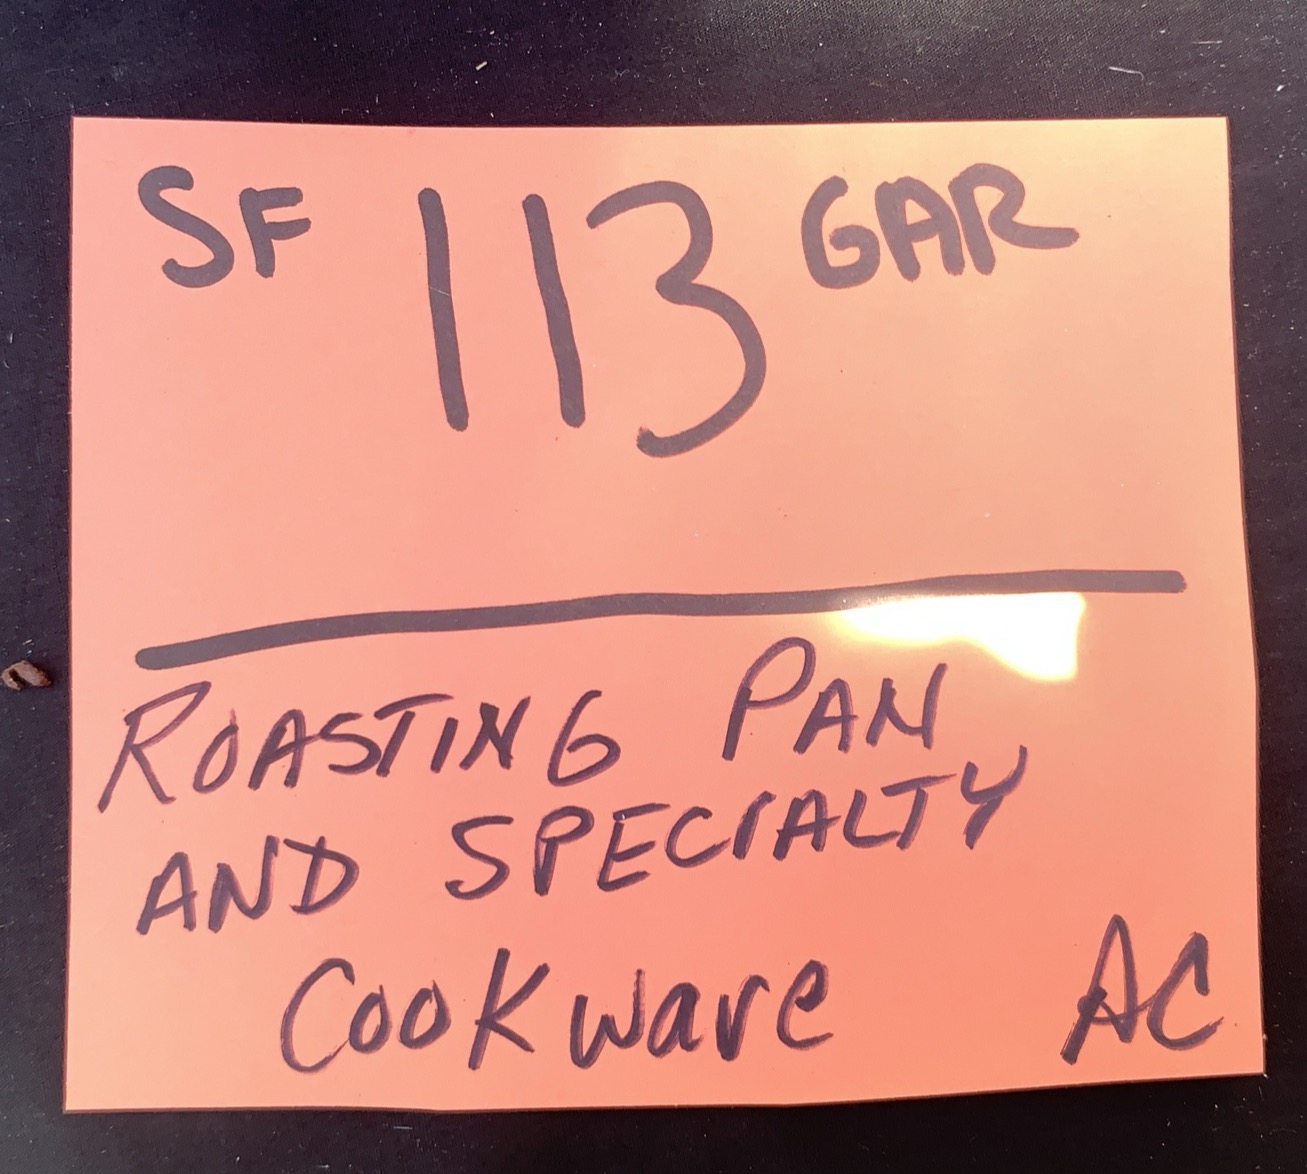 SF 113 GAR
ROASTING PAN
AND SPECIALTY
Cookware AC